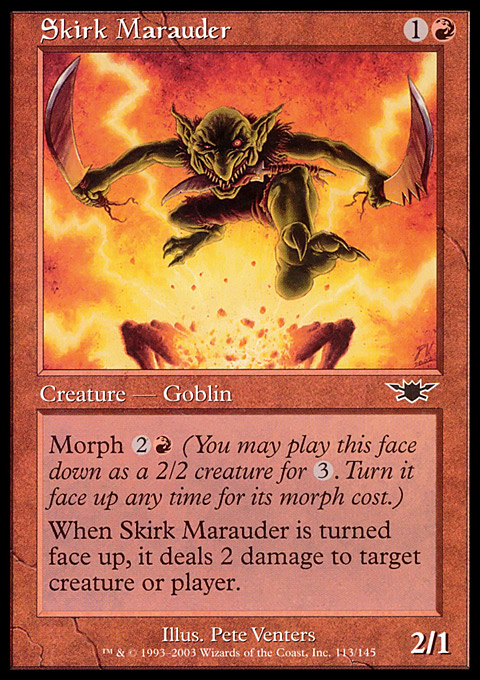 Skirk Marauder 1
Creature — Goblin
Morph 2 (You may play this face
down as a 2/2 creature for 3. Turn it
face up any time for its morph cost.)
When Skirk Marauder is turned
face up, it deals 2 damage to target
creature or player.
Illus. Pete Venters
™ & © 1993-2003 Wizards of the Coast, Inc. 113/145
2/1